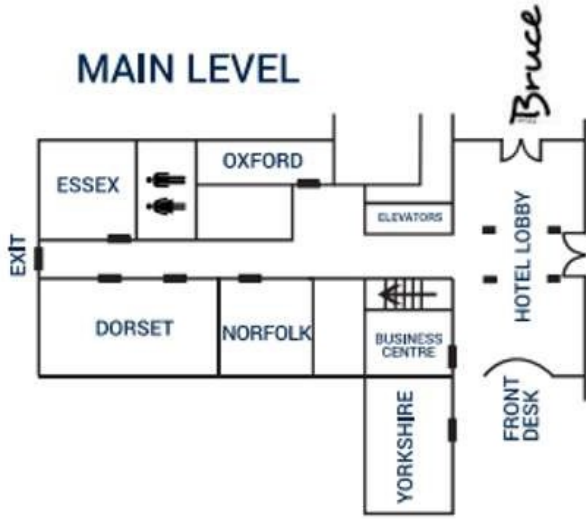 MAIN LEVEL
Bruce
OXFORD
ESSEX
ELEVATORS
HOTEL LOBBY
EXIT
DORSET
NORFOLK
BUSINESS
CENTRE
YORKSHIRE
FRONT
DESK